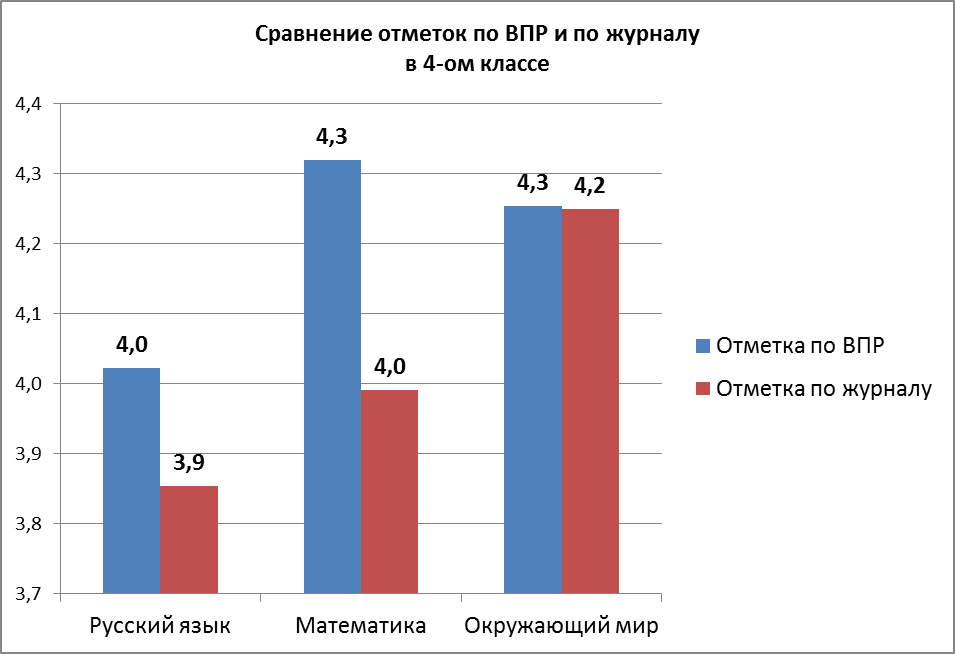 Сравнение отметок по ВПР и по журналу
в 4-ом классе
4,4
4,3
4,2
4,1
4,0
3,9
3,8
3,7
4,0
3,9
4,3
4,0
4,3
4,2
Русский язык
Математика
Окружающий мир
Отметка по ВПР
Отметка по журналу